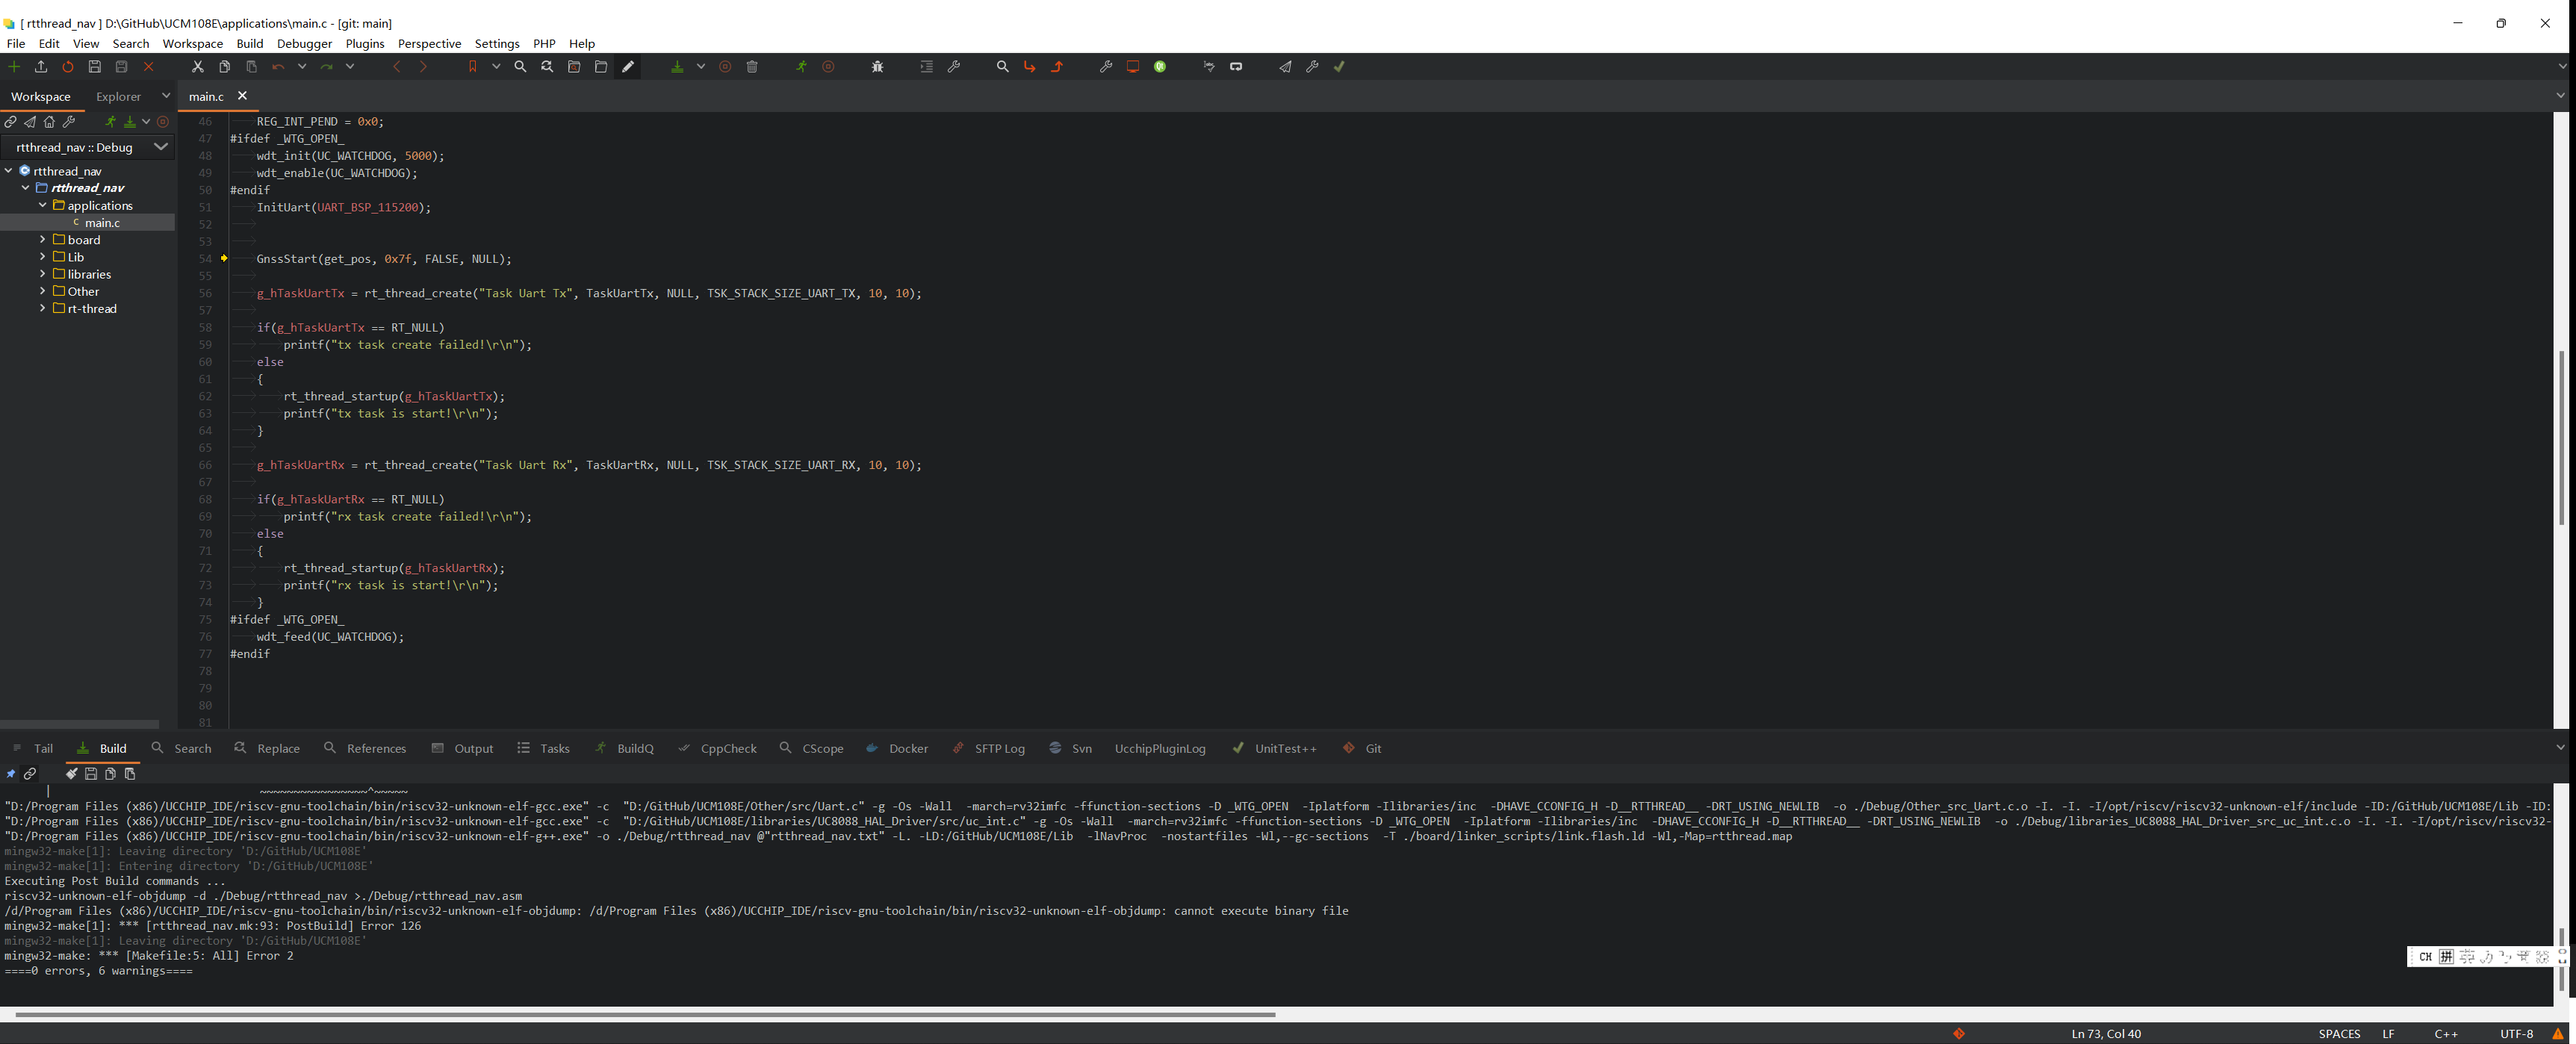 [ rtthread_nav ] D:\GitHub\UCM108E\applications\main.c - [git: main]
File Edit View Search Workspace Build Debugger Plugins Perspective Settings PHP Help
Workspace Explorer main.c
rtthread_nav :: Debug
rtthread_nav
rtthread_nav
applications
main.c
board
Lib
libraries
Other
rt-thread
46 REG_INT_PEND = 0x0;
47 #ifdef _WTG_OPEN_
48 wdt_init(UC_WATCHDOG, 5000);
49 wdt_enable(UC_WATCHDOG);
50 #endif
51 InitUart(UART_BSP_115200);
52
53
54 GnssStart(get_pos, 0x7f, FALSE, NULL);
55
56 g_hTaskUartTx = rt_thread_create("Task Uart Tx", TaskUartTx, NULL, TSK_STACK_SIZE_UART_TX, 10, 10);
57
58 if(g_hTaskUartTx == RT_NULL)
59 printf("tx task create failed!\r\n");
60 else
61 {
62 rt_thread_startup(g_hTaskUartTx);
63 printf("tx task is start!\r\n");
64 }
65
66 g_hTaskUartRx = rt_thread_create("Task Uart Rx", TaskUartRx, NULL, TSK_STACK_SIZE_UART_RX, 10, 10);
67
68 if(g_hTaskUartRx == RT_NULL)
69 printf("rx task create failed!\r\n");
70 else
71 {
72 rt_thread_startup(g_hTaskUartRx);
73 printf("rx task is start!\r\n");
74 }
75 #ifdef _WTG_OPEN_
76 wdt_feed(UC_WATCHDOG);
77 #endif
78
79
80
81
Tail Build Search Replace References Output Tasks BuildQ CppCheck CScope Docker SFTP Log Svn UcchipPluginLog UnitTest++ Git
| ~~~~~~~~~~~~~~~~^~~~~~
"D:/Program Files (x86)/UCCHIP_IDE/riscv-gnu-toolchain/bin/riscv32-unknown-elf-gcc.exe" -c "D:/GitHub/UCM108E/Other/src/Uart.c" -g -Os -Wall -march=rv32imfc -ffunction-sections -D _WTG_OPEN -Iplatform -Ilibraries/inc -DHAVE_CCONFIG_H -D__RTTHREAD__ -DRT_USING_NEWLIB -o ./Debug/Other_src_Uart.c.o -I. -I. -I/opt/riscv/riscv32-unknown-elf/include -ID:/GitHub/UCM108E/Lib -ID:
"D:/Program Files (x86)/UCCHIP_IDE/riscv-gnu-toolchain/bin/riscv32-unknown-elf-gcc.exe" -c "D:/GitHub/UCM108E/libraries/UC8088_HAL_Driver/src/uc_int.c" -g -Os -Wall -march=rv32imfc -ffunction-sections -D _WTG_OPEN -Iplatform -Ilibraries/inc -DHAVE_CCONFIG_H -D__RTTHREAD__ -DRT_USING_NEWLIB -o ./Debug/libraries_UC8088_HAL_Driver_src_uc_int.c.o -I. -I. -I/opt/riscv/riscv32-
"D:/Program Files (x86)/UCCHIP_IDE/riscv-gnu-toolchain/bin/riscv32-unknown-elf-g++.exe" -o ./Debug/rtthread_nav @"rtthread_nav.txt" -L. -LD:/GitHub/UCM108E/Lib -lNavProc -nostartfiles -Wl,--gc-sections -T ./board/linker_scripts/link.flash.ld -Wl,-Map=rtthread.map
mingw32-make[1]: Leaving directory 'D:/GitHub/UCM108E'
mingw32-make[1]: Entering directory 'D:/GitHub/UCM108E'
Executing Post Build commands ...
riscv32-unknown-elf-objdump -d ./Debug/rtthread_nav >./Debug/rtthread_nav.asm
/d/Program Files (x86)/UCCHIP_IDE/riscv-gnu-toolchain/bin/riscv32-unknown-elf-objdump: /d/Program Files (x86)/UCCHIP_IDE/riscv-gnu-toolchain/bin/riscv32-unknown-elf-objdump: cannot execute binary file
mingw32-make[1]: *** [rtthread_nav.mk:93: PostBuild] Error 126
mingw32-make[1]: Leaving directory 'D:/GitHub/UCM108E'
mingw32-make: *** [Makefile:5: All] Error 2
====0 errors, 6 warnings====
CH 拼
Ln 73, Col 40 SPACES LF C++ UTF-8